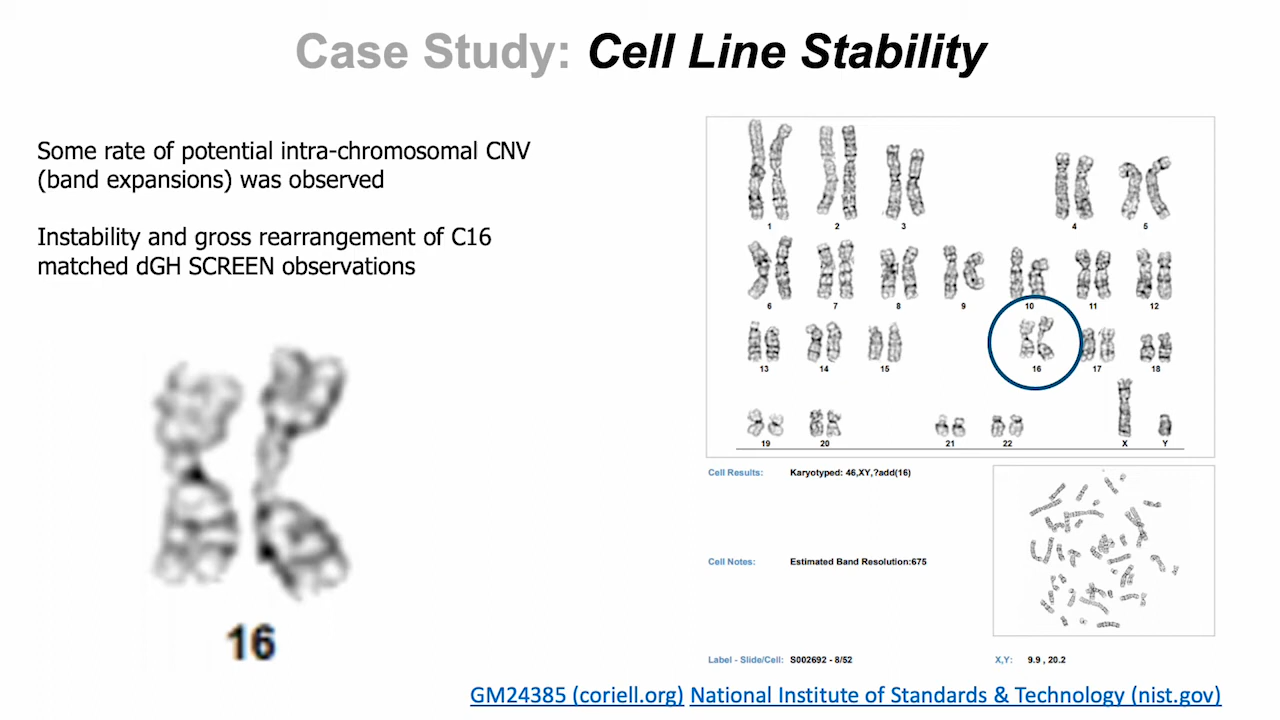 Case Study: Cell Line Stability
Some rate of potential intra-chromosomal CNV
(band expansions) was observed
Instability and gross rearrangement of C16
matched dGH SCREEN observations
16
1 2 3 4 5
6 7 8 9 10 11 12
13 14 15 16 17 18
19 20 21 22 X Y
Cell Results: Karyotyped: 46,XY,?add(16)
Cell Notes: Estimated Band Resolution:675
Label - Slide/Cell: S002692 - 8/52
X,Y: 9.9 , 20.2
GM24385 (coriell.org) National Institute of Standards & Technology (nist.gov)